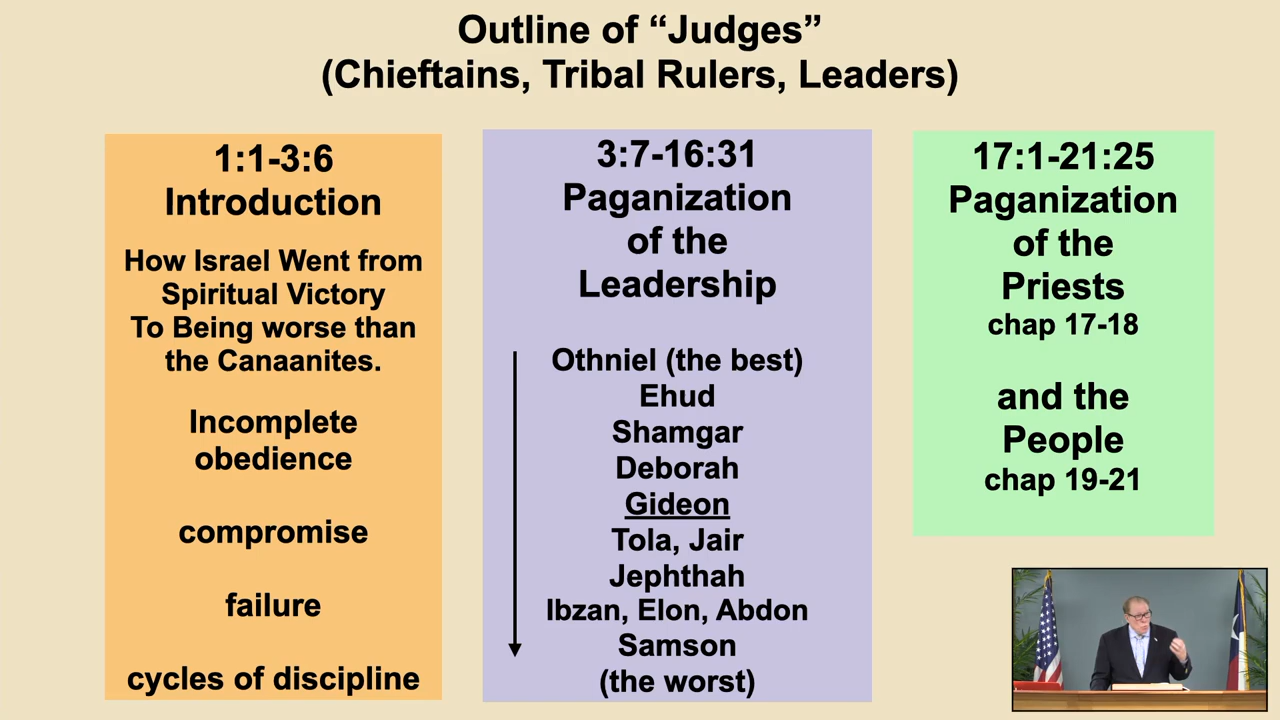 Outline of “Judges”
(Chieftains, Tribal Rulers, Leaders)
1:1-3:6
Introduction
How Israel Went from
Spiritual Victory
To Being worse than
the Canaanites.
Incomplete
obedience
compromise
failure
cycles of discipline
3:7-16:31
Paganization
of the
Leadership
Othniel (the best)
Ehud
Shamgar
Deborah
Gideon
Tola, Jair
Jephthah
Ibzan, Elon, Abdon
Samson
(the worst)
17:1-21:25
Paganization
of the
Priests
chap 17-18
and the
People
chap 19-21